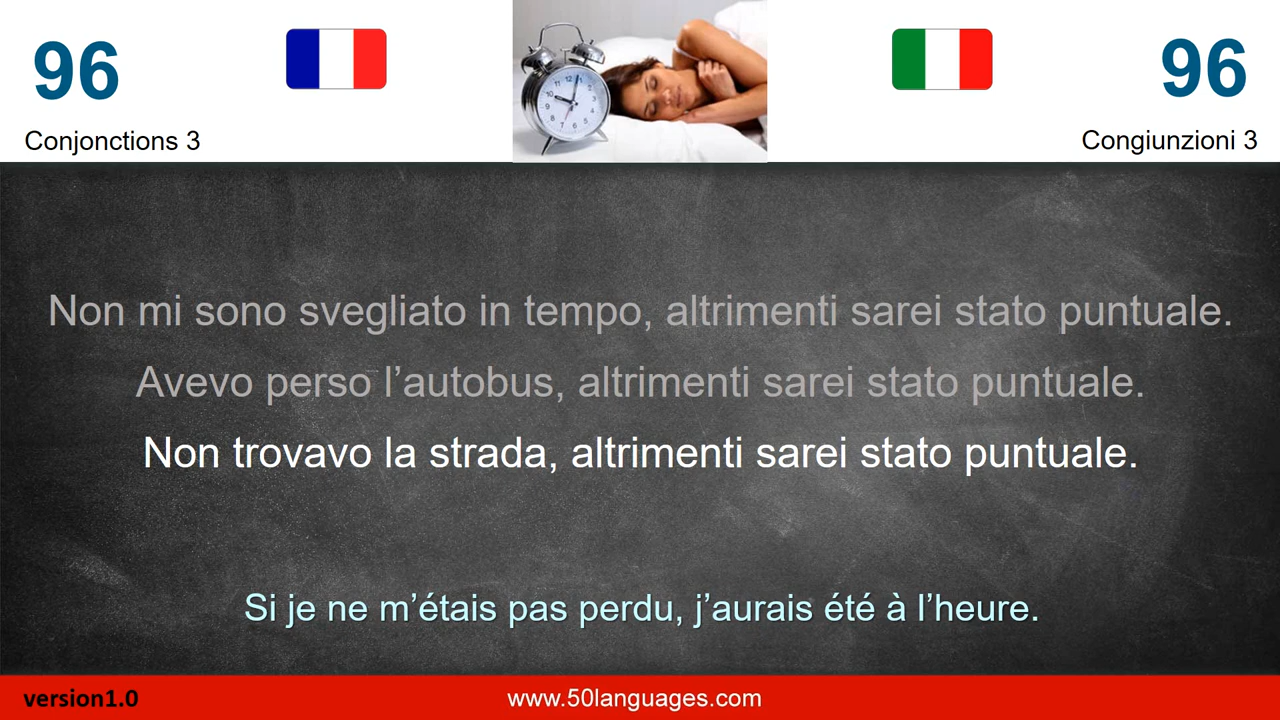 96
96
Conjonctions 3
Congiunzioni 3
Non mi sono svegliato in tempo, altrimenti sarei stato puntuale.
Avevo perso l’autobus, altrimenti sarei stato puntuale.
Non trovavo la strada, altrimenti sarei stato puntuale.
Si je ne m’étais pas perdu, j’aurais été à l’heure.
version1.0
www.50languages.com